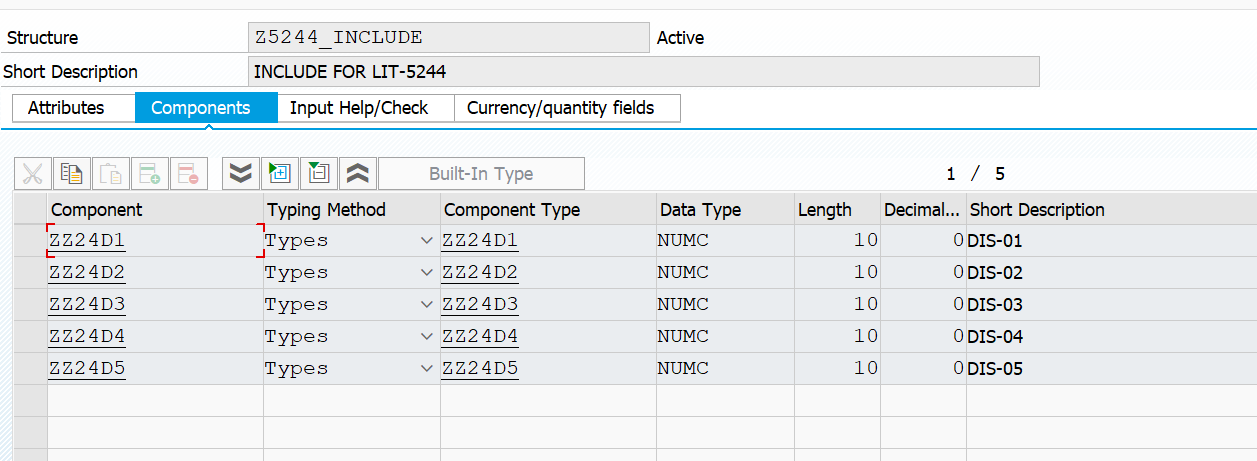 Structure Z5244_INCLUDE Active
Short Description INCLUDE FOR LIT-5244
Attributes Components Input Help/Check Currency/quantity fields
Built-In Type 1 / 5
Component Typing Method Component Type Data Type Length Decimal... Short Description
ZZ24D1 Types ZZ24D1 NUMC 10 0 DIS-01
ZZ24D2 Types ZZ24D2 NUMC 10 0 DIS-02
ZZ24D3 Types ZZ24D3 NUMC 10 0 DIS-03
ZZ24D4 Types ZZ24D4 NUMC 10 0 DIS-04
ZZ24D5 Types ZZ24D5 NUMC 10 0 DIS-05